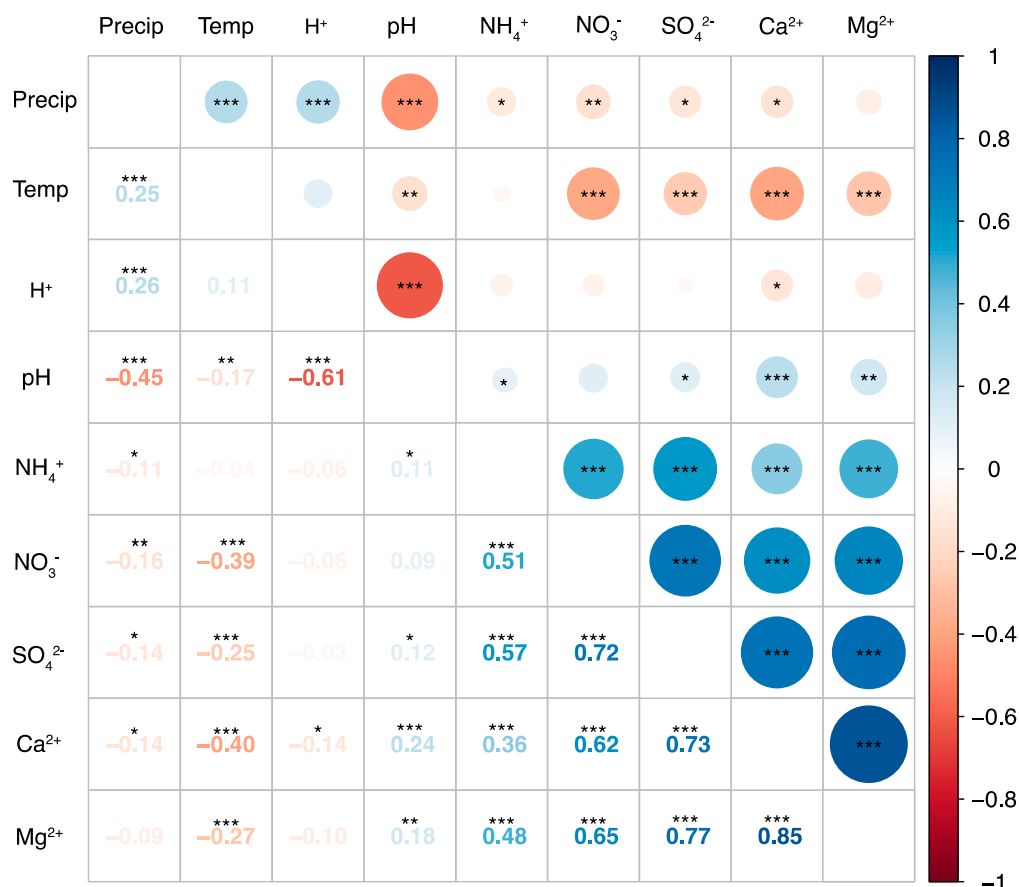 Precip Temp H⁺ pH NH₄⁺ NO₃⁻ SO₄²⁻ Ca²⁺ Mg²⁺
1
Precip *** *** *** * ** * *
0.8
***
Temp 0.25 ** *** *** *** ***
0.6
***
H⁺ 0.26 0.11 *** *
0.4
*** ** ***
pH −0.45 −0.17 −0.61 * * *** **
0.2
* *
NH₄⁺ −0.11 −0.04 −0.06 0.11 *** *** *** ***
0
** *** ***
NO₃⁻ −0.16 −0.39 −0.06 0.09 0.51 *** *** ***
−0.2
* *** * *** ***
SO₄²⁻ −0.14 −0.25 −0.03 0.12 0.57 0.72 *** ***
−0.4
* *** * *** *** *** ***
Ca²⁺ −0.14 −0.40 −0.14 0.24 0.36 0.62 0.73 ***
−0.6
*** ** *** *** *** ***
Mg²⁺ −0.09 −0.27 −0.10 0.18 0.48 0.65 0.77 0.85
−0.8
−1